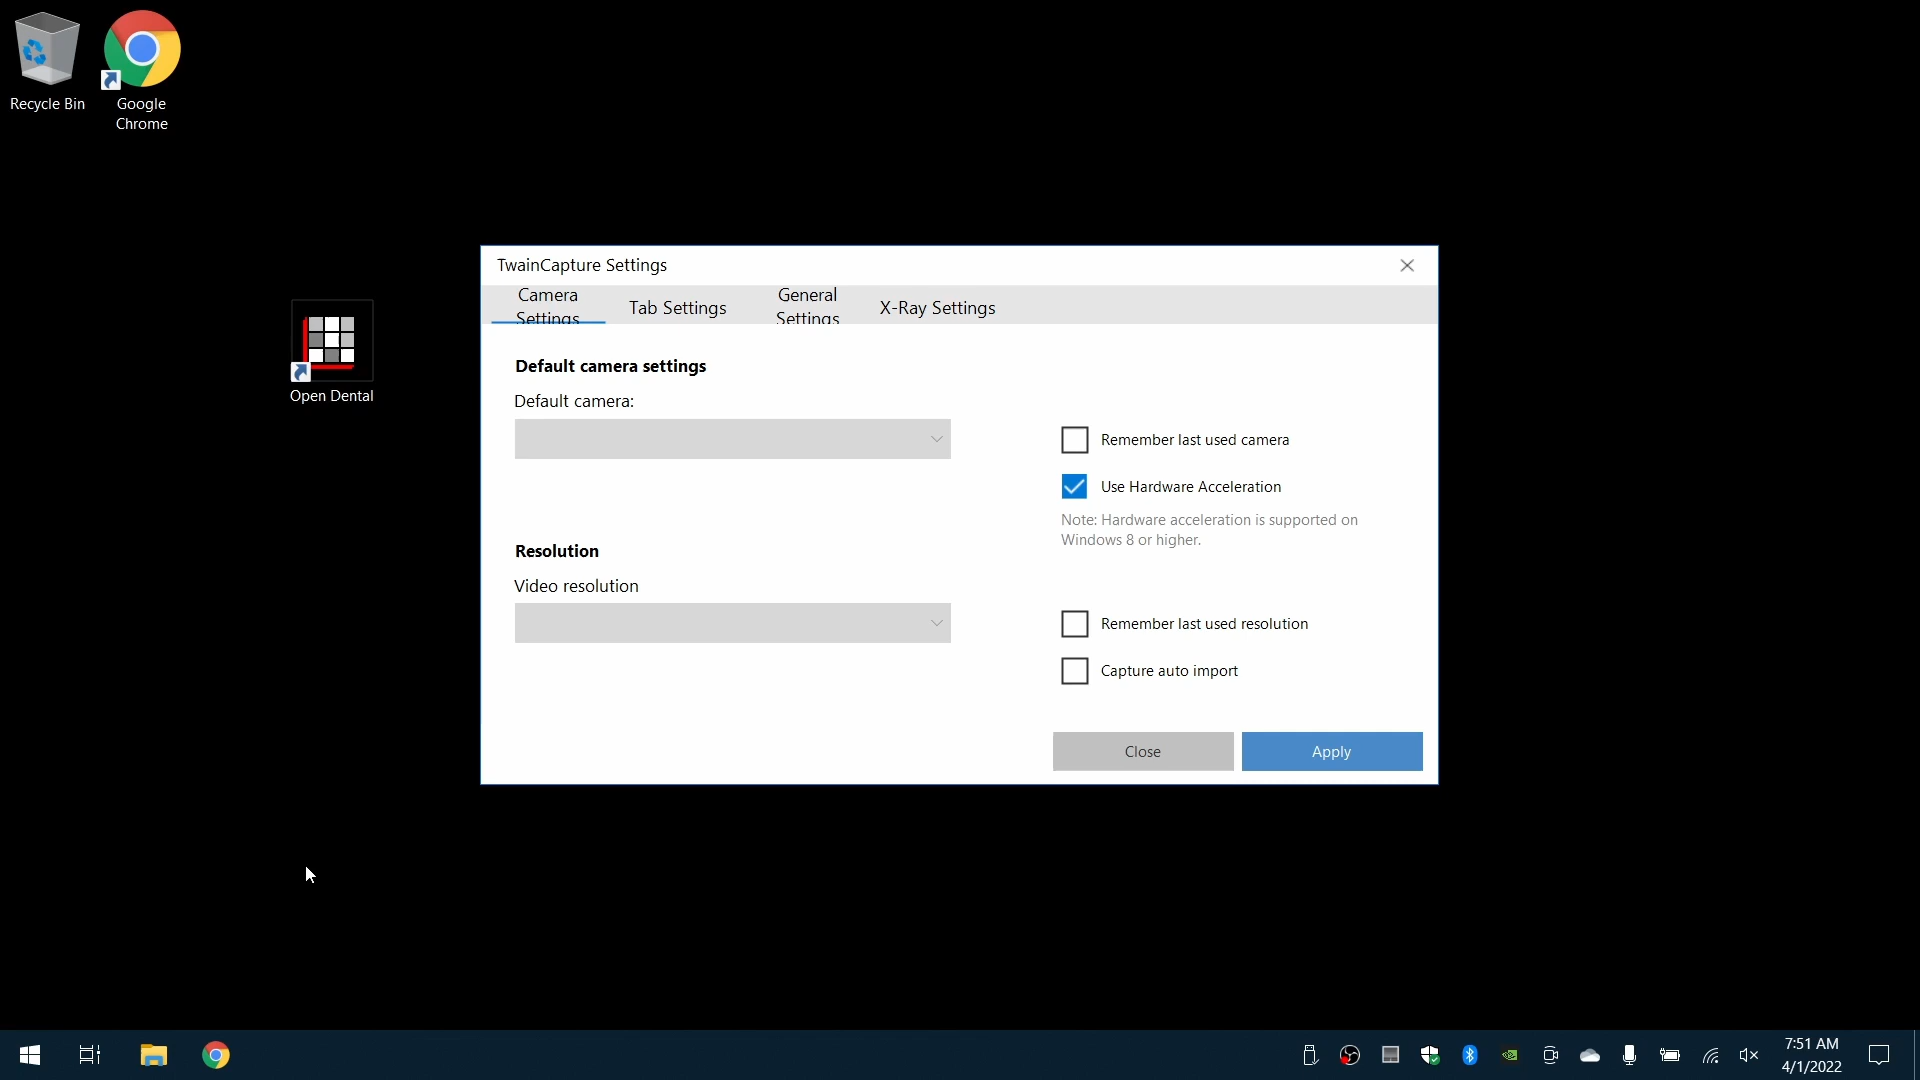 Recycle Bin
Google
Chrome
Open Dental
TwainCapture Settings
Camera
Settings
Tab Settings
General
Settings
X-Ray Settings
Default camera settings
Default camera:
Remember last used camera
Use Hardware Acceleration
Note: Hardware acceleration is supported on
Windows 8 or higher.
Resolution
Video resolution
Remember last used resolution
Capture auto import
Close
Apply
7:51 AM
4/1/2022